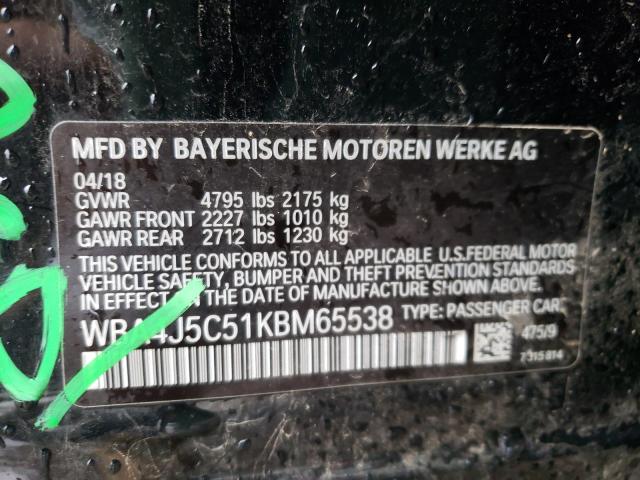 MFD BY BAYERISCHE MOTOREN WERKE AG
04/18
GVWR 4795 lbs 2175 kg
GAWR FRONT 2227 lbs 1010 kg
GAWR REAR 2712 lbs 1230 kg
THIS VEHICLE CONFORMS TO ALL APPLICABLE U.S.FEDERAL MOTOR
VEHICLE SAFETY, BUMPER AND THEFT PREVENTION STANDARDS
IN EFFECT ON THE DATE OF MANUFACTURE SHOWN ABOVE.
WBA4J5C51KBM65538 TYPE: PASSENGER CAR
475/9
7315814